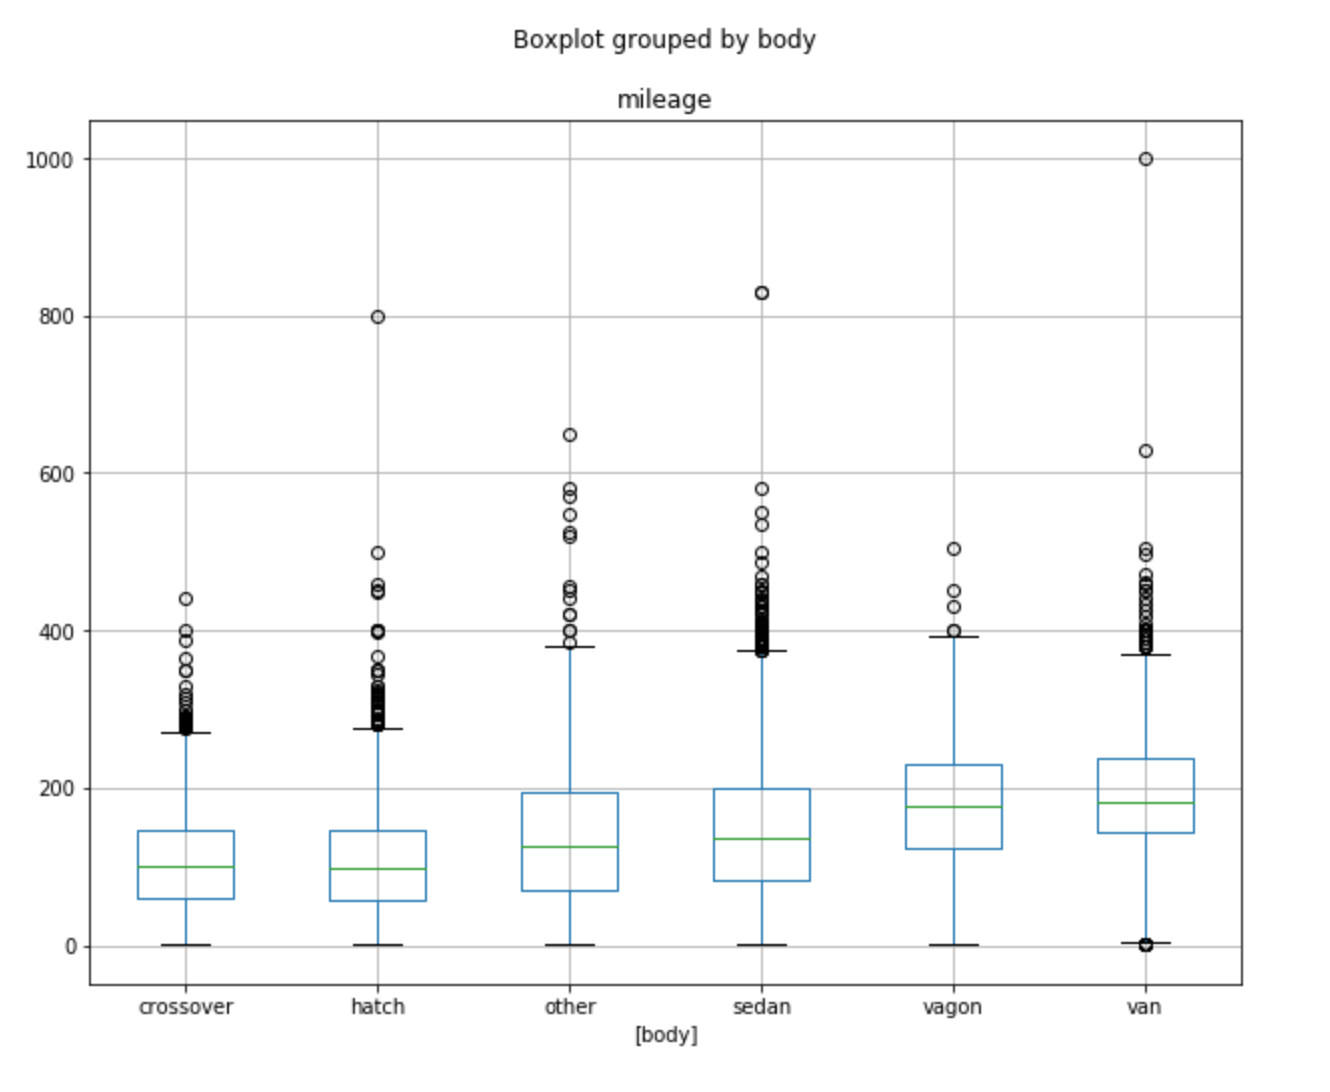 Boxplot grouped by body
mileage
1000
800
600
400
200
0
crossover hatch other sedan vagon van
[body]